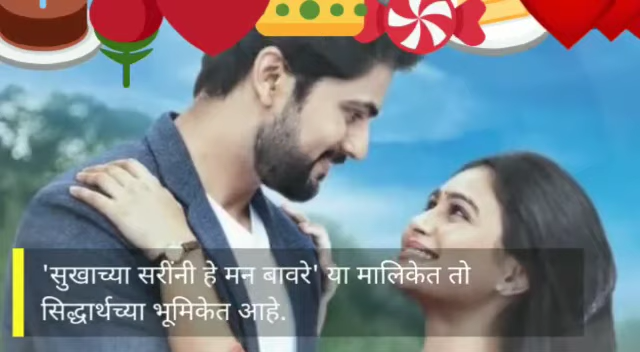 'सुखाच्या सरींनी हे मन बावरे' या मालिकेत तो
सिद्धार्थच्या भूमिकेत आहे.